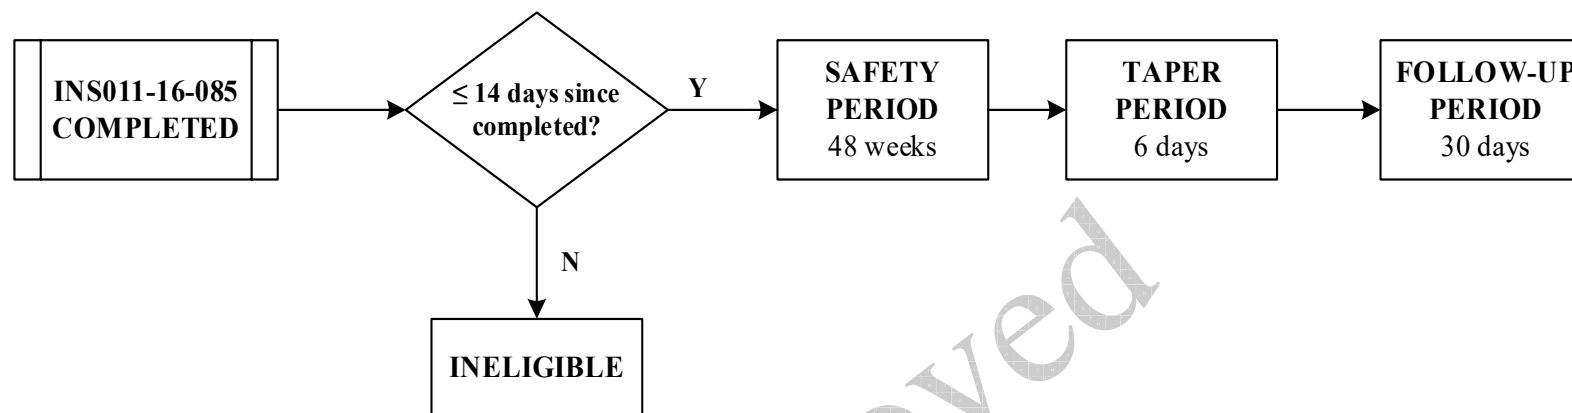 INS011-16-085
COMPLETED
≤ 14 days since
completed?
Y
SAFETY
PERIOD
48 weeks
TAPER
PERIOD
6 days
FOLLOW-UP
PERIOD
30 days
N
INELIGIBLE